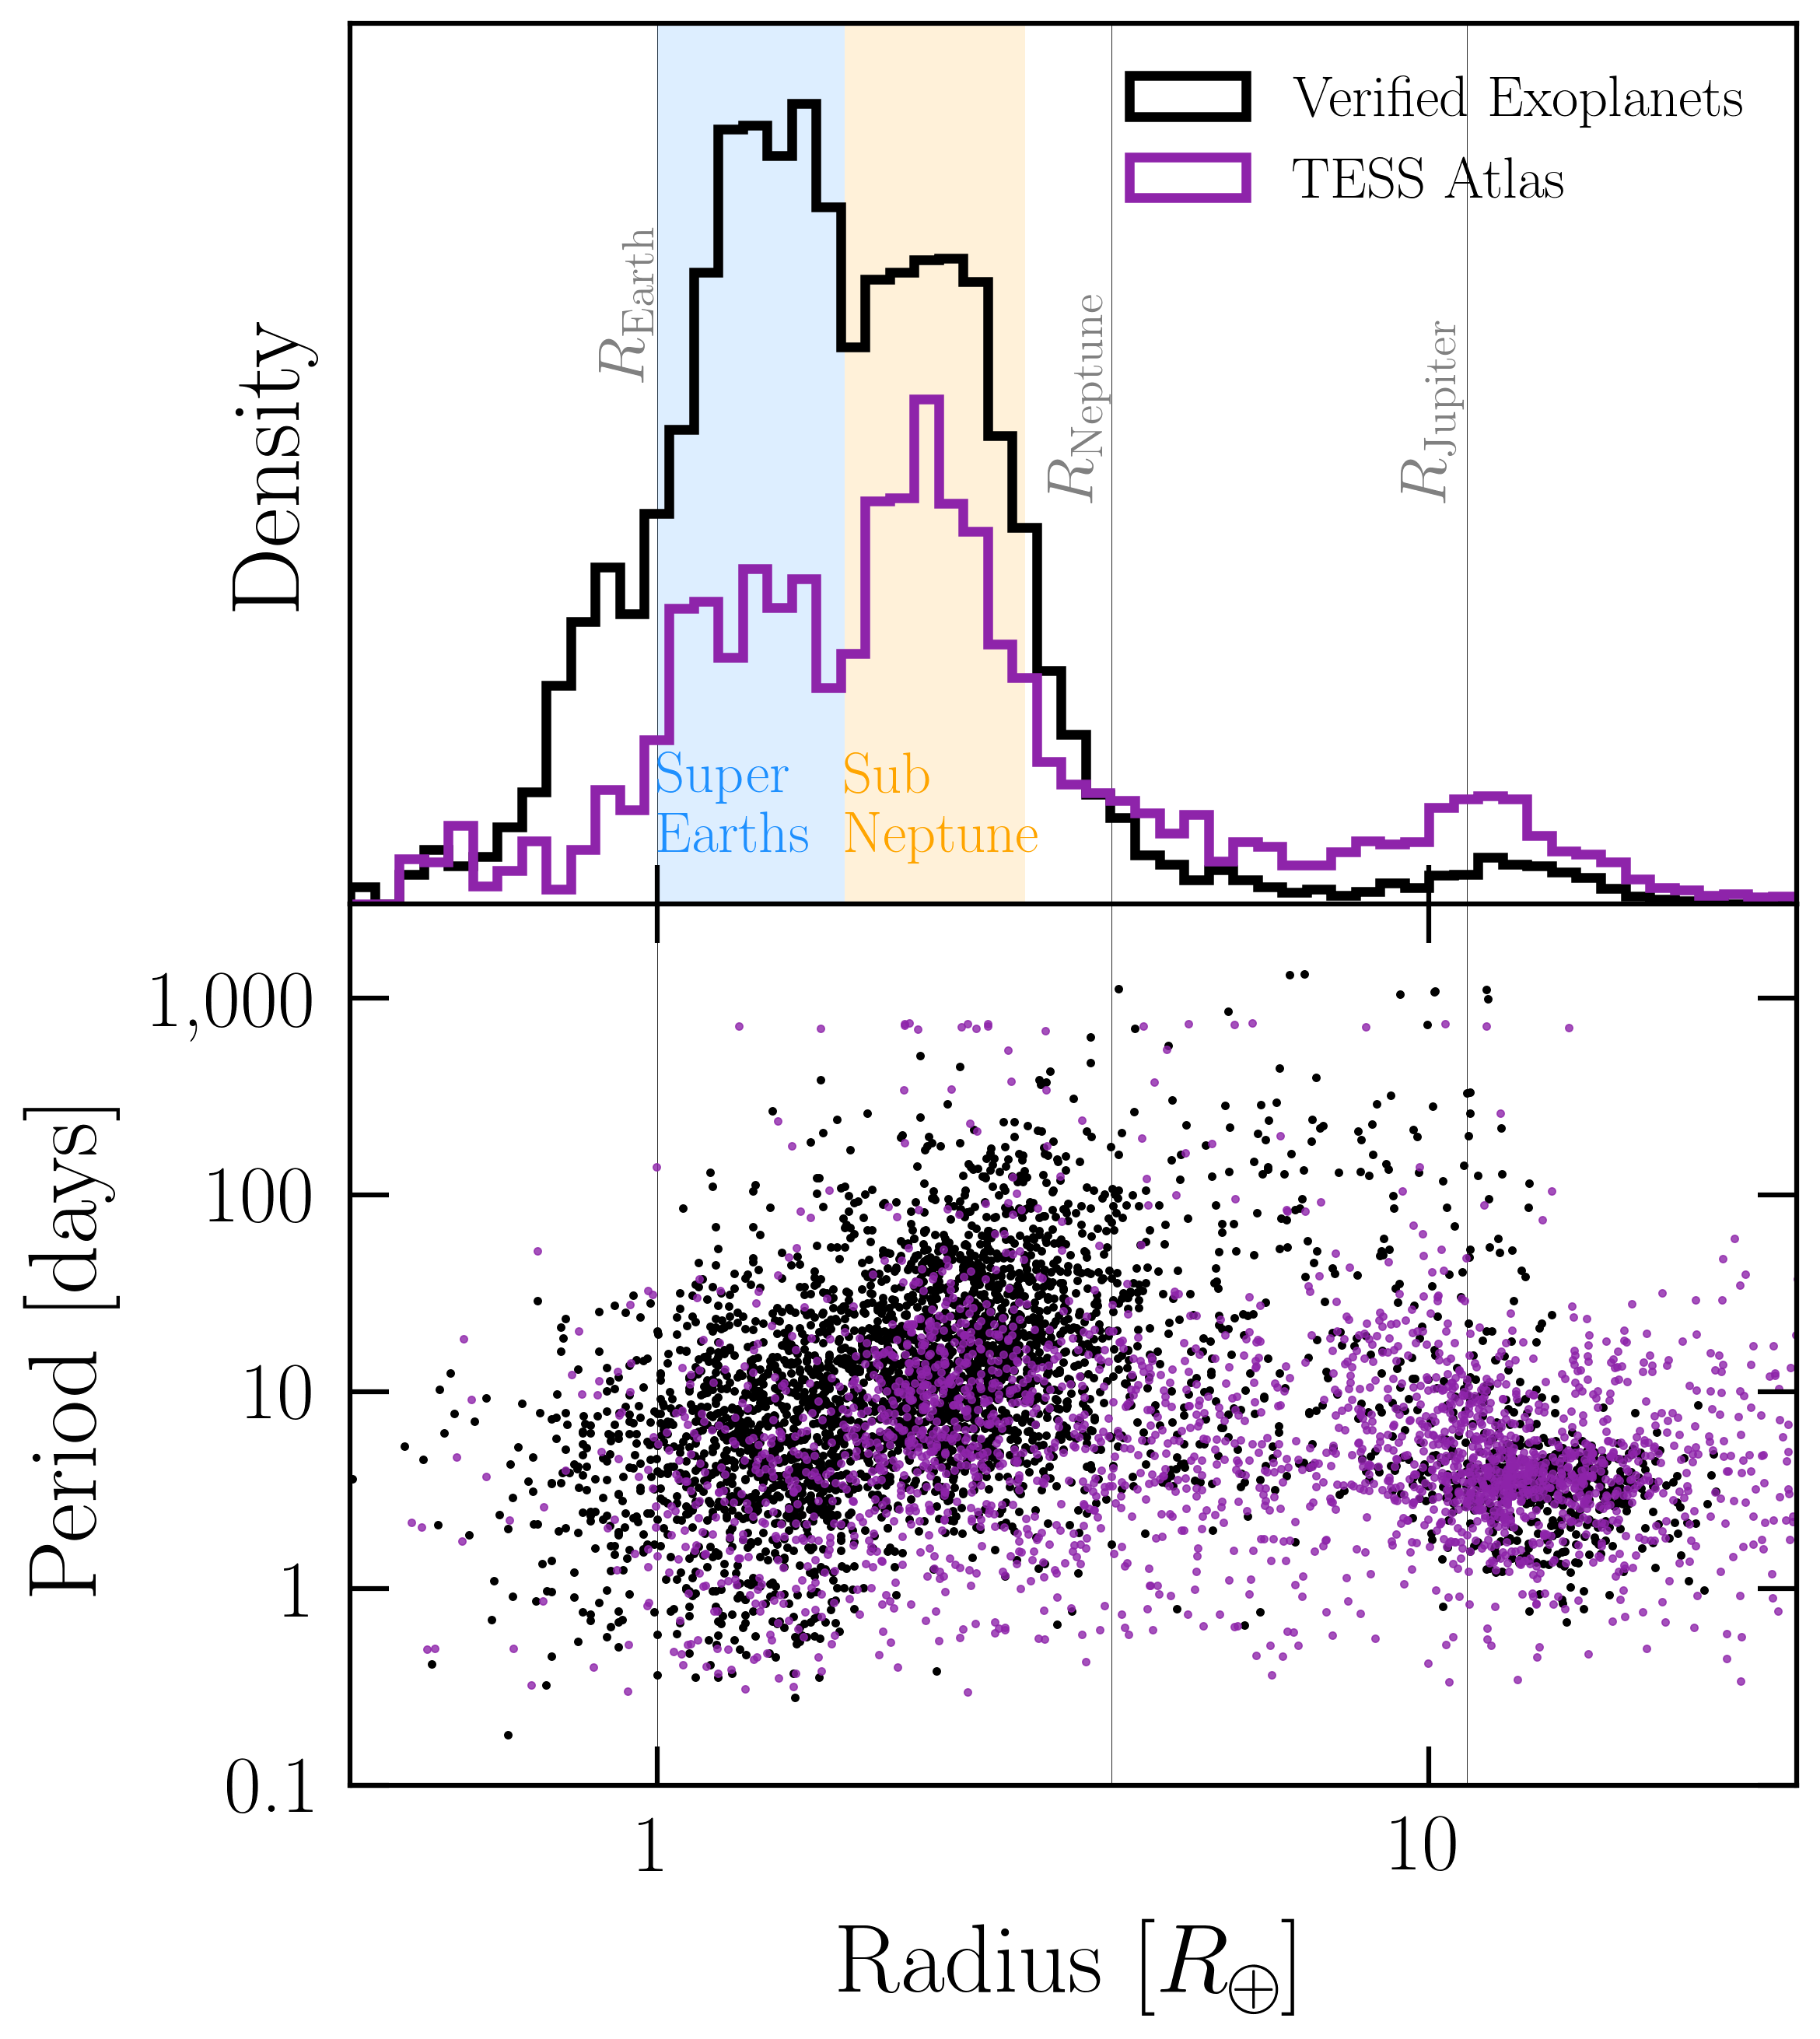 Verified Exoplanets
TESS Atlas
R_Earth
R_Neptune
R_Jupiter
Density
Super
Earths
Sub
Neptune
1,000
100
10
1
0.1
Period [days]
1
10
Radius [R_⊕]